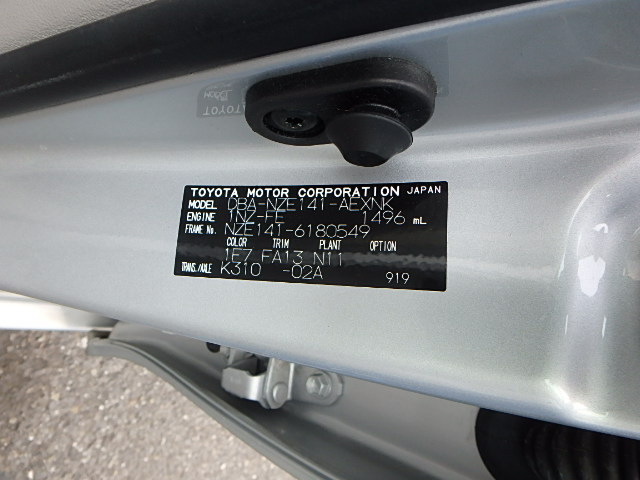 TOYOTA MOTOR CORPORATION JAPAN
MODEL DBA-NZE141-AEXNK
ENGINE 1NZ-FE 1496 mL
FRAME No. NZE141-6180549
COLOR TRIM PLANT OPTION
1E7 FA13 N11
TRANS./AXLE K310 -02A 919